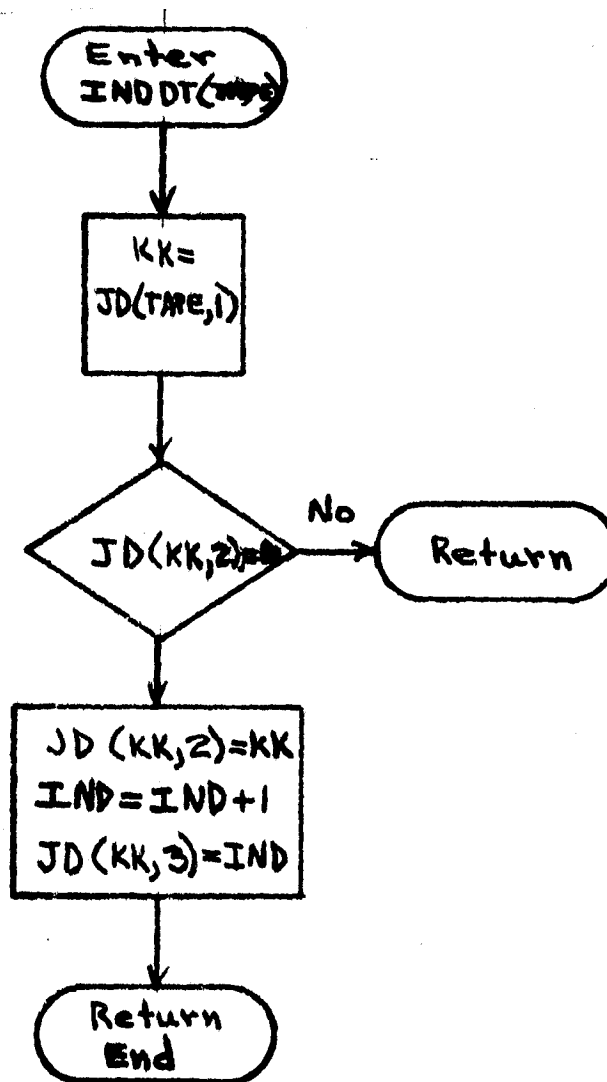 Enter
INDDT(TAPE)
KK=
JD(TAPE,1)
JD(KK,2)=
No
Return
JD(KK,2)=KK
IND=IND+1
JD(KK,3)=IND
Return
End